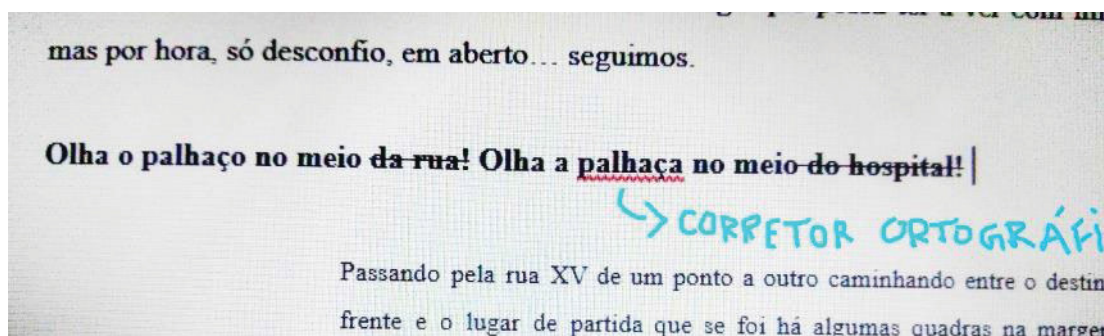 com
mas por hora, só desconfio, em aberto… seguimos.
Olha o palhaço no meio da rua! Olha a palhaça no meio do hospital!
CORRETOR ORTOGRÁFI
Passando pela rua XV de um ponto a outro caminhando entre o destin
frente e o lugar de partida que se foi há algumas quadras na marge